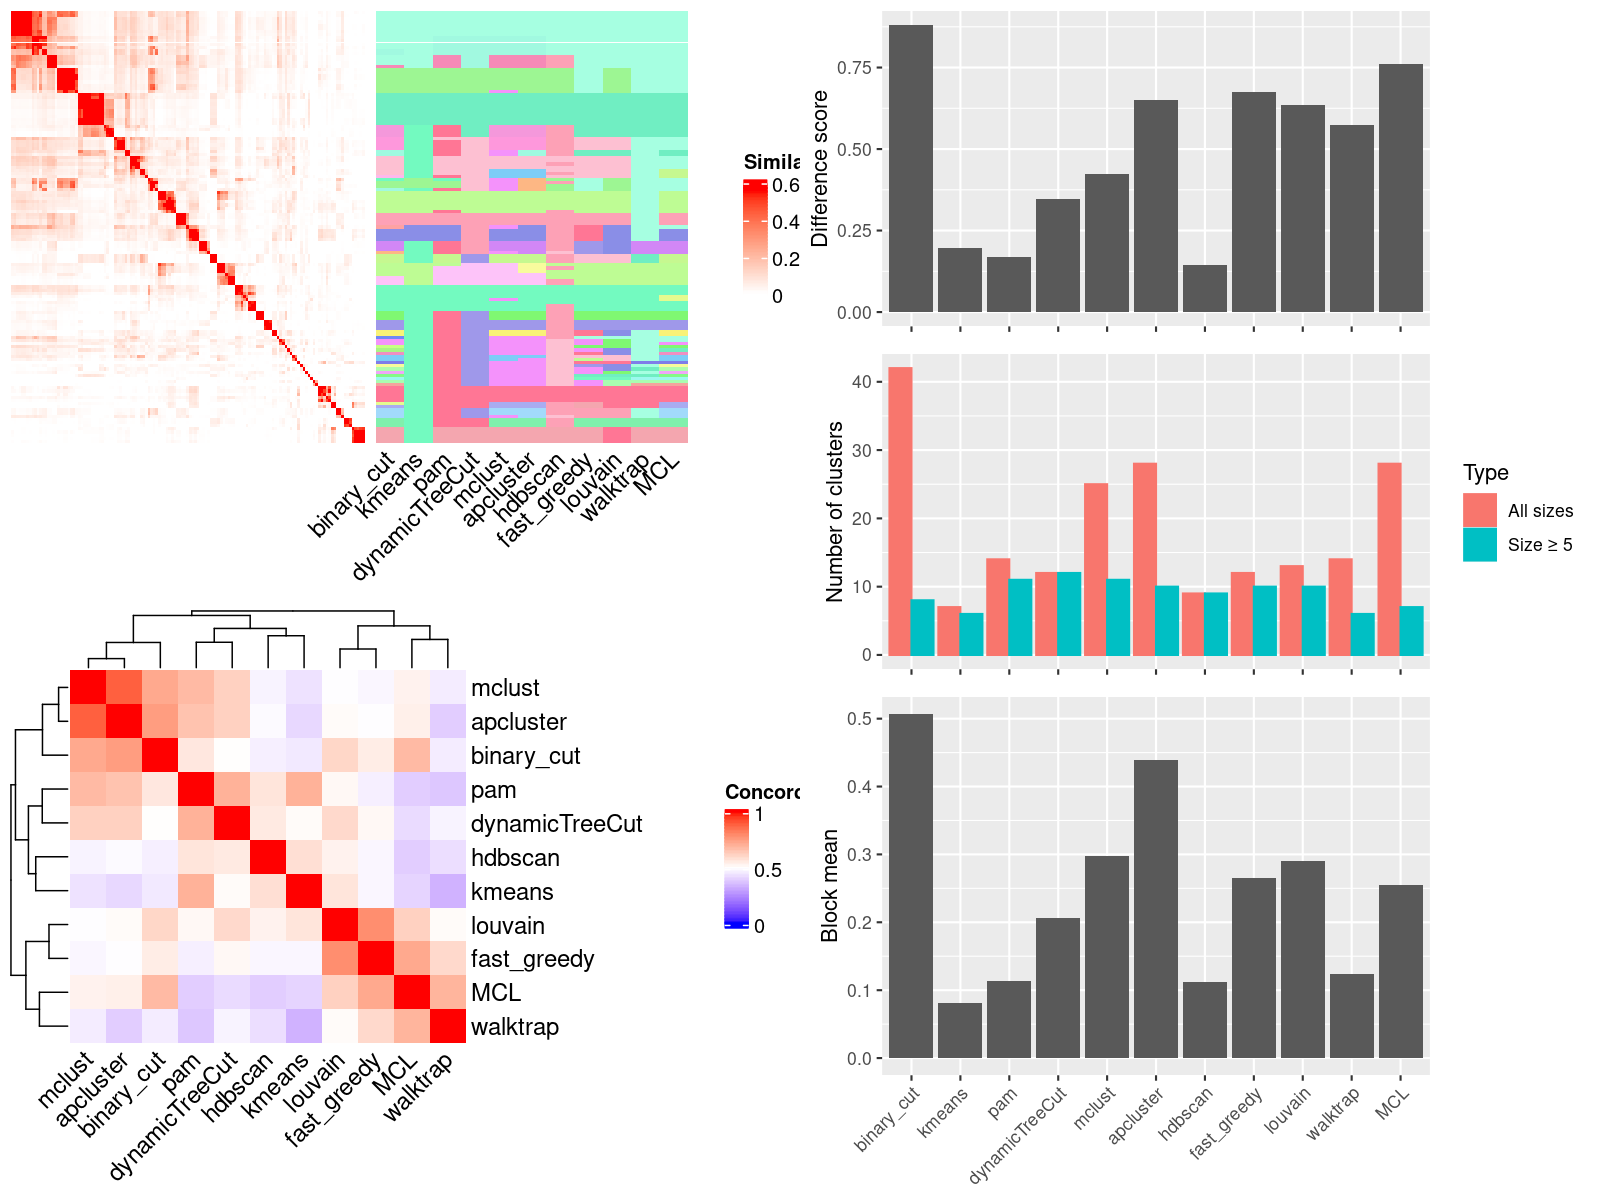 Simila
0.6
0.4
0.2
0
binary_cut
kmeans
pam
dynamicTreeCut
mclust
apcluster
hdbscan
fast_greedy
louvain
walktrap
MCL
mclust
apcluster
binary_cut
pam
dynamicTreeCut
hdbscan
kmeans
louvain
fast_greedy
MCL
walktrap
mclust
apcluster
binary_cut
pam
dynamicTreeCut
hdbscan
kmeans
louvain
fast_greedy
MCL
walktrap
Concord
1
0.5
0
Difference score
0.75
0.50
0.25
0.00
Number of clusters
40
30
20
10
0
Type
All sizes
Size ≥ 5
Block mean
0.5
0.4
0.3
0.2
0.1
0.0
binary_cut
kmeans
pam
dynamicTreeCut
mclust
apcluster
hdbscan
fast_greedy
louvain
walktrap
MCL